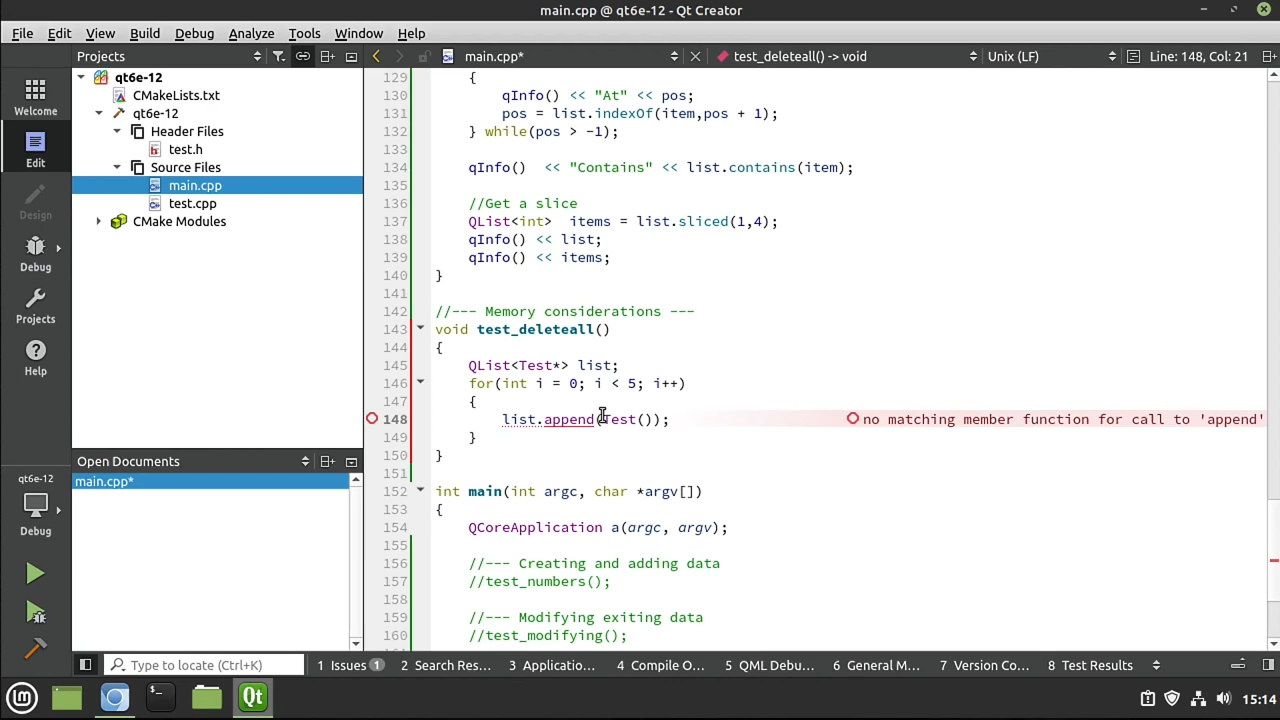 main.cpp @ qt6e-12 - Qt Creator
File Edit View Build Debug Analyze Tools Window Help
Projects main.cpp* test_deleteall() -> void Unix (LF) Line: 148, Col: 21
Welcome
Edit
Design
Debug
Projects
Help
qt6e-12
Debug
qt6e-12
CMakeLists.txt
qt6e-12
Header Files
test.h
Source Files
main.cpp
test.cpp
CMake Modules
Open Documents
main.cpp*
129 {
130 qInfo() << "At" << pos;
131 pos = list.indexOf(item,pos + 1);
132 } while(pos > -1);
133
134 qInfo()  << "Contains" << list.contains(item);
135
136 //Get a slice
137 QList<int>  items = list.sliced(1,4);
138 qInfo() << list;
139 qInfo() << items;
140 }
141
142 //--- Memory considerations ---
143 void test_deleteall()
144 {
145 QList<Test*> list;
146 for(int i = 0; i < 5; i++)
147 {
148 list.append(Test()); no matching member function for call to 'append'
149 }
150 }
151
152 int main(int argc, char *argv[])
153 {
154 QCoreApplication a(argc, argv);
155
156 //--- Creating and adding data
157 //test_numbers();
158
159 //--- Modifying exiting data
160 //test_modifying();
Type to locate (Ctrl+K) 1 Issues 1 2 Search Res... 3 Applicatio... 4 Compile O... 5 QML Debu... 6 General M... 7 Version Co... 8 Test Results
Qt 15:14